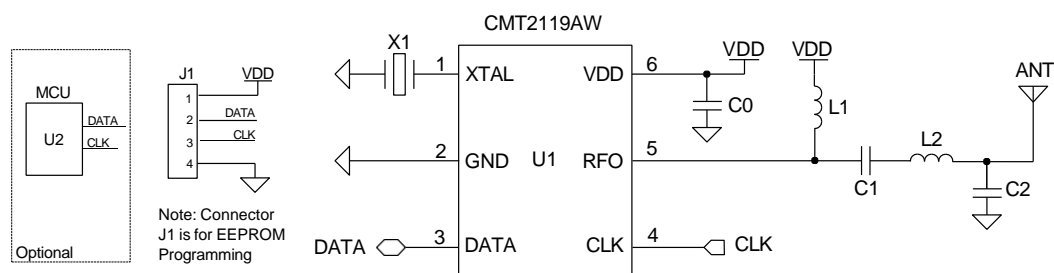 CMT2119AW
MCU
U2
DATA
CLK
Optional
J1
VDD
1
2
DATA
3
CLK
4
Note: Connector
J1 is for EEPROM
Programming
X1
1
XTAL
2
GND
DATA
3
DATA
U1
VDD
6
VDD
C0
RFO
5
VDD
L1
C1
L2
C2
ANT
CLK
4
CLK